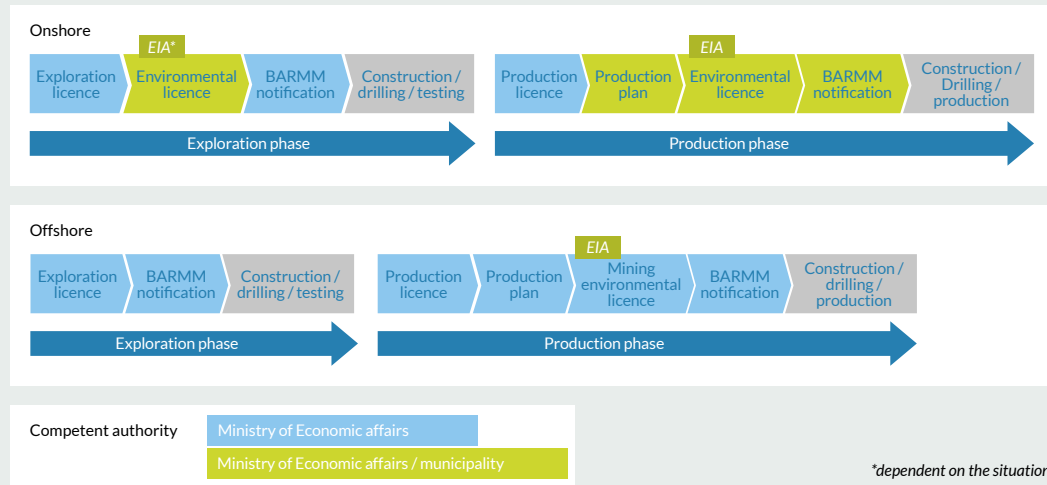 Onshore
EIA*
Exploration
licence
Environmental
licence
BARMM
notification
Construction /
drilling / testing
Exploration phase
EIA
Production
licence
Production
plan
Environmental
licence
BARMM
notification
Construction /
Drilling /
production
Production phase
Offshore
Exploration
licence
BARMM
notification
Construction /
drilling / testing
Exploration phase
EIA
Production
licence
Production
plan
Mining
environmental
licence
BARMM
notification
Construction /
drilling /
production
Production phase
Competent authority
Ministry of Economic affairs
Ministry of Economic affairs / municipality
*dependent on the situation